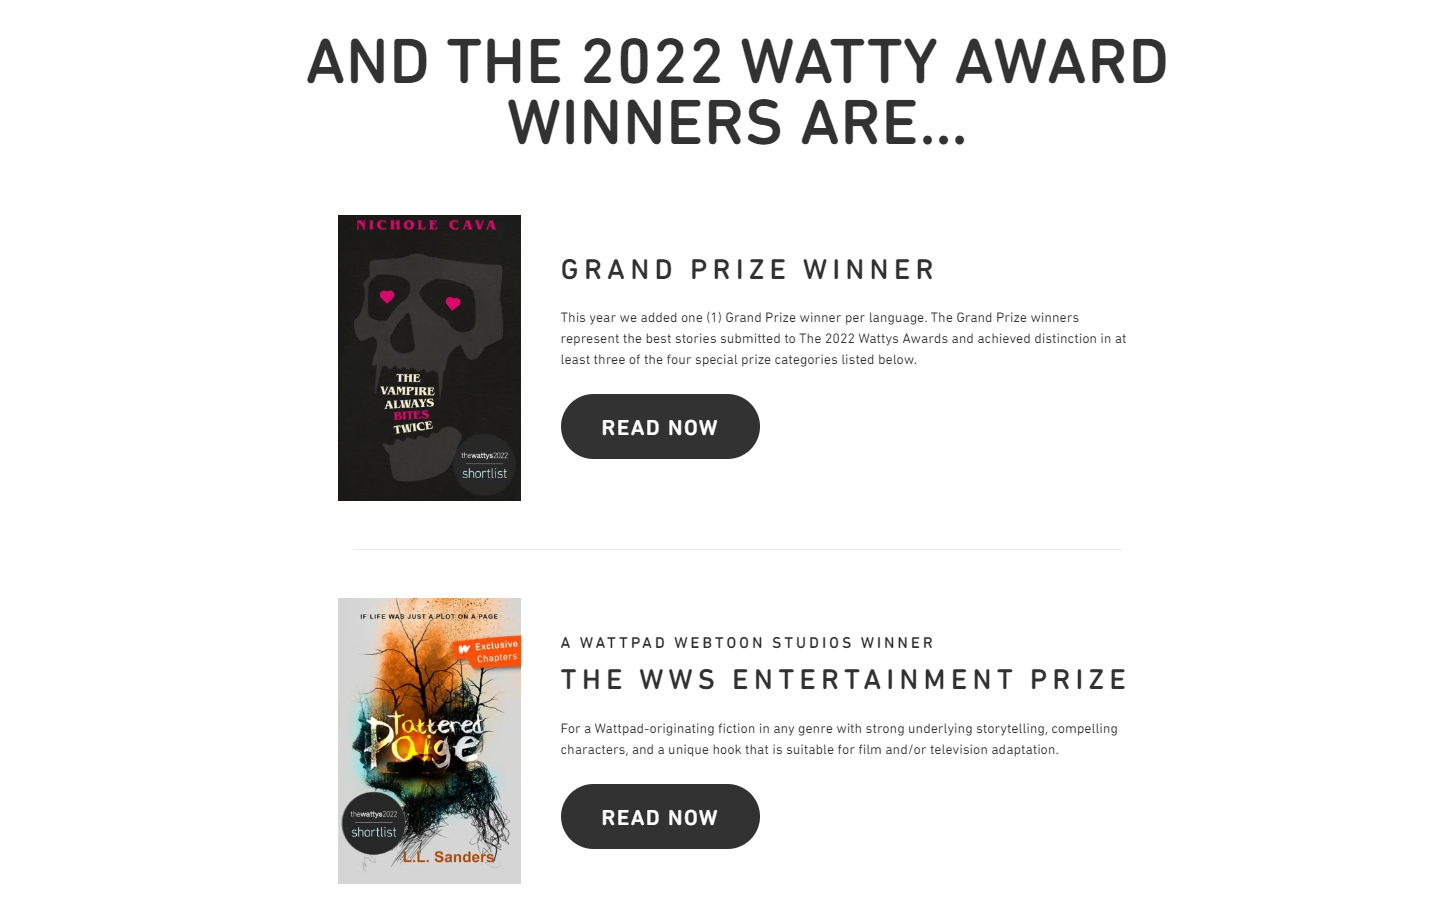 AND THE 2022 WATTY AWARD
WINNERS ARE...
NICHOLE CAVA
THE
VAMPIRE
ALWAYS
BITES
TWICE
thewattys2022
shortlist
GRAND PRIZE WINNER
This year we added one (1) Grand Prize winner per language. The Grand Prize winners
represent the best stories submitted to The 2022 Wattys Awards and achieved distinction in at
least three of the four special prize categories listed below.
READ NOW
IF LIFE WAS JUST A PLOT ON A PAGE
Exclusive
Chapters
Tattered
Paige
thewattys2022
shortlist
L.L. Sanders
A WATTPAD WEBTOON STUDIOS WINNER
THE WWS ENTERTAINMENT PRIZE
For a Wattpad-originating fiction in any genre with strong underlying storytelling, compelling
characters, and a unique hook that is suitable for film and/or television adaptation.
READ NOW